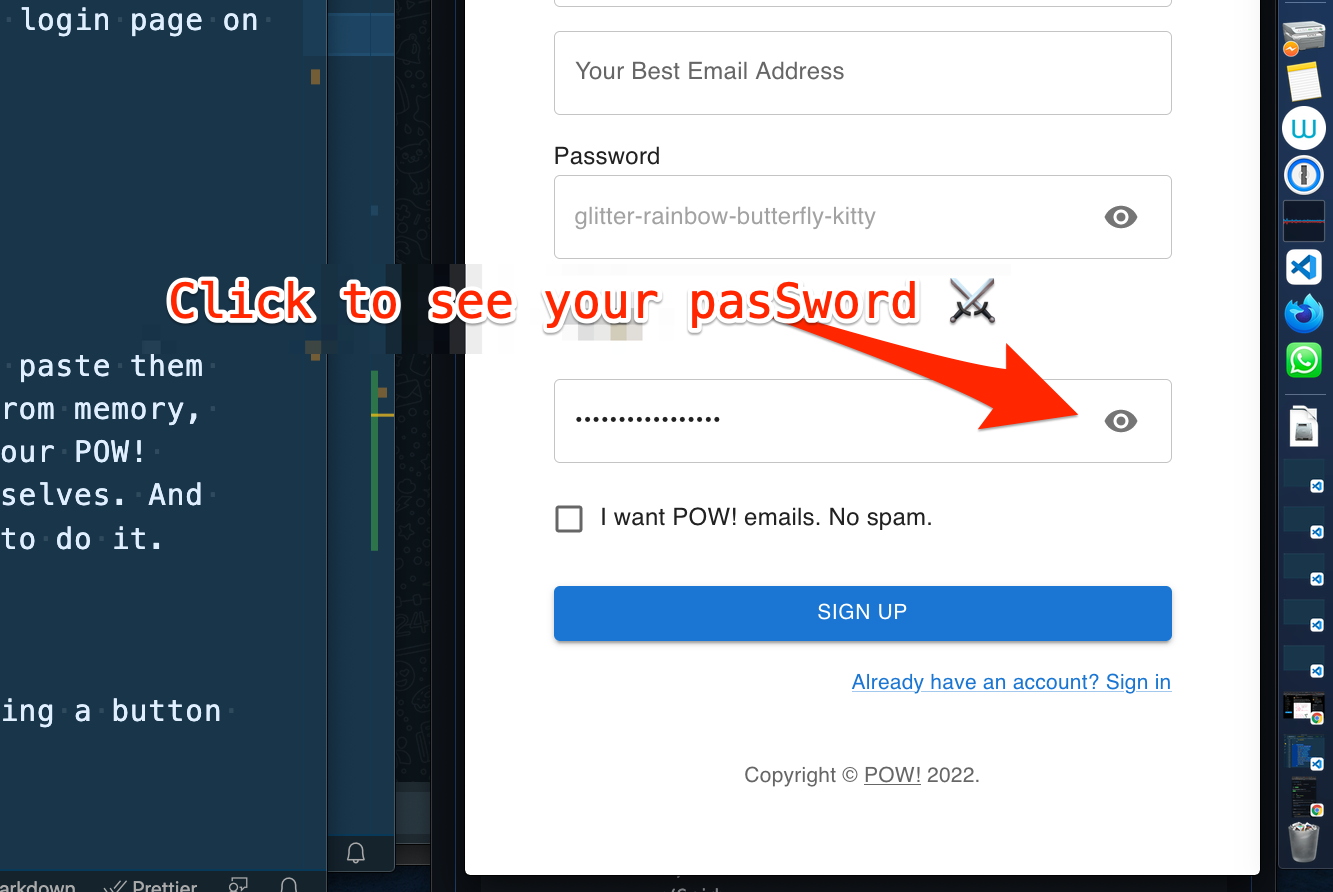 login page on
paste them
rom memory,
our POW!
selves. And
to do it.
ing a button
arkdown
Prettier
Your Best Email Address
Password
glitter-rainbow-butterfly-kitty
Click to see your pasSword ⚔
•••••••••••••••••
I want POW! emails. No spam.
SIGN UP
Already have an account? Sign in
Copyright © POW! 2022.